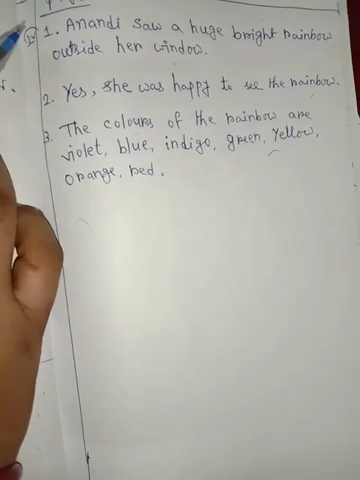 1. Anandi saw a huge bright rainbow
outside her window.
2. Yes, she was happy to see the rainbow.
3. The colours of the rainbow are
violet, blue, indigo, green, Yellow,
orange, red.